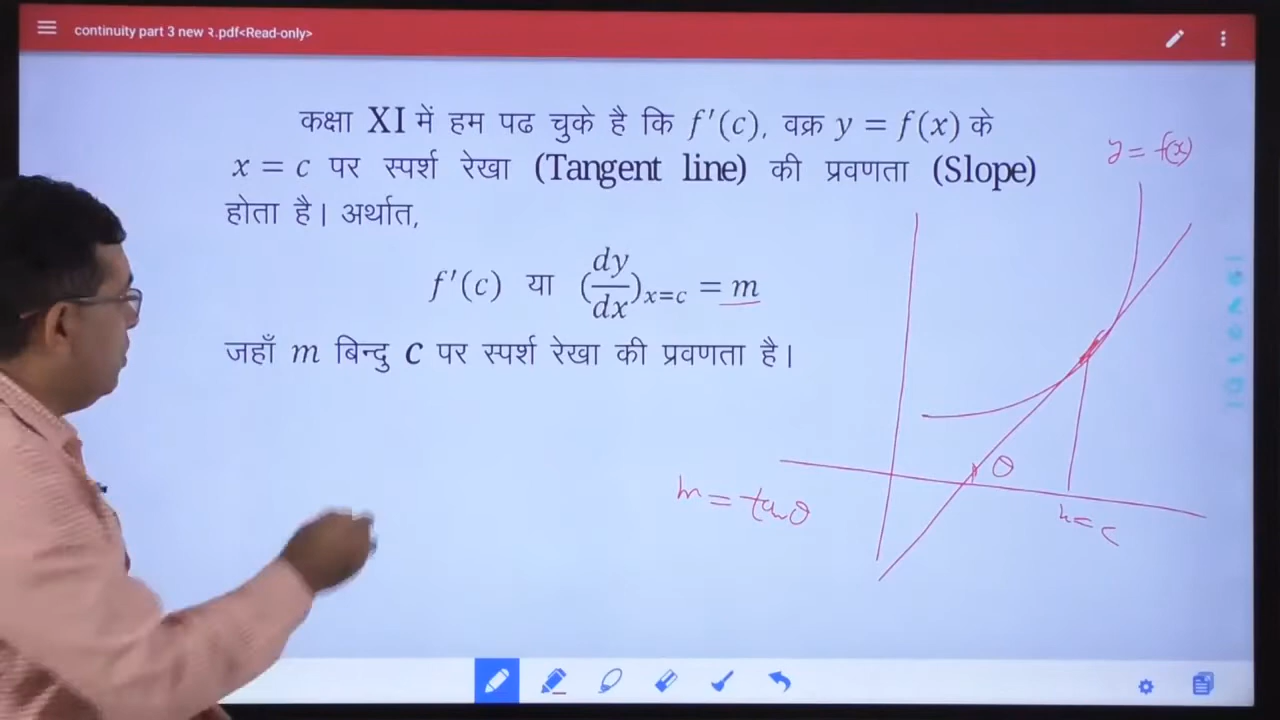 continuity part 3 new २.pdf<Read-only>
कक्षा XI में हम पढ चुके है कि f′(c), वक्र y = f(x) के
x = c पर स्पर्श रेखा (Tangent line) की प्रवणता (Slope)
होता है। अर्थात,
f′(c) या (dy/dx)x=c = m
जहाँ m बिन्दु c पर स्पर्श रेखा की प्रवणता है।
y = f(x)
θ
m = tanθ
x = c